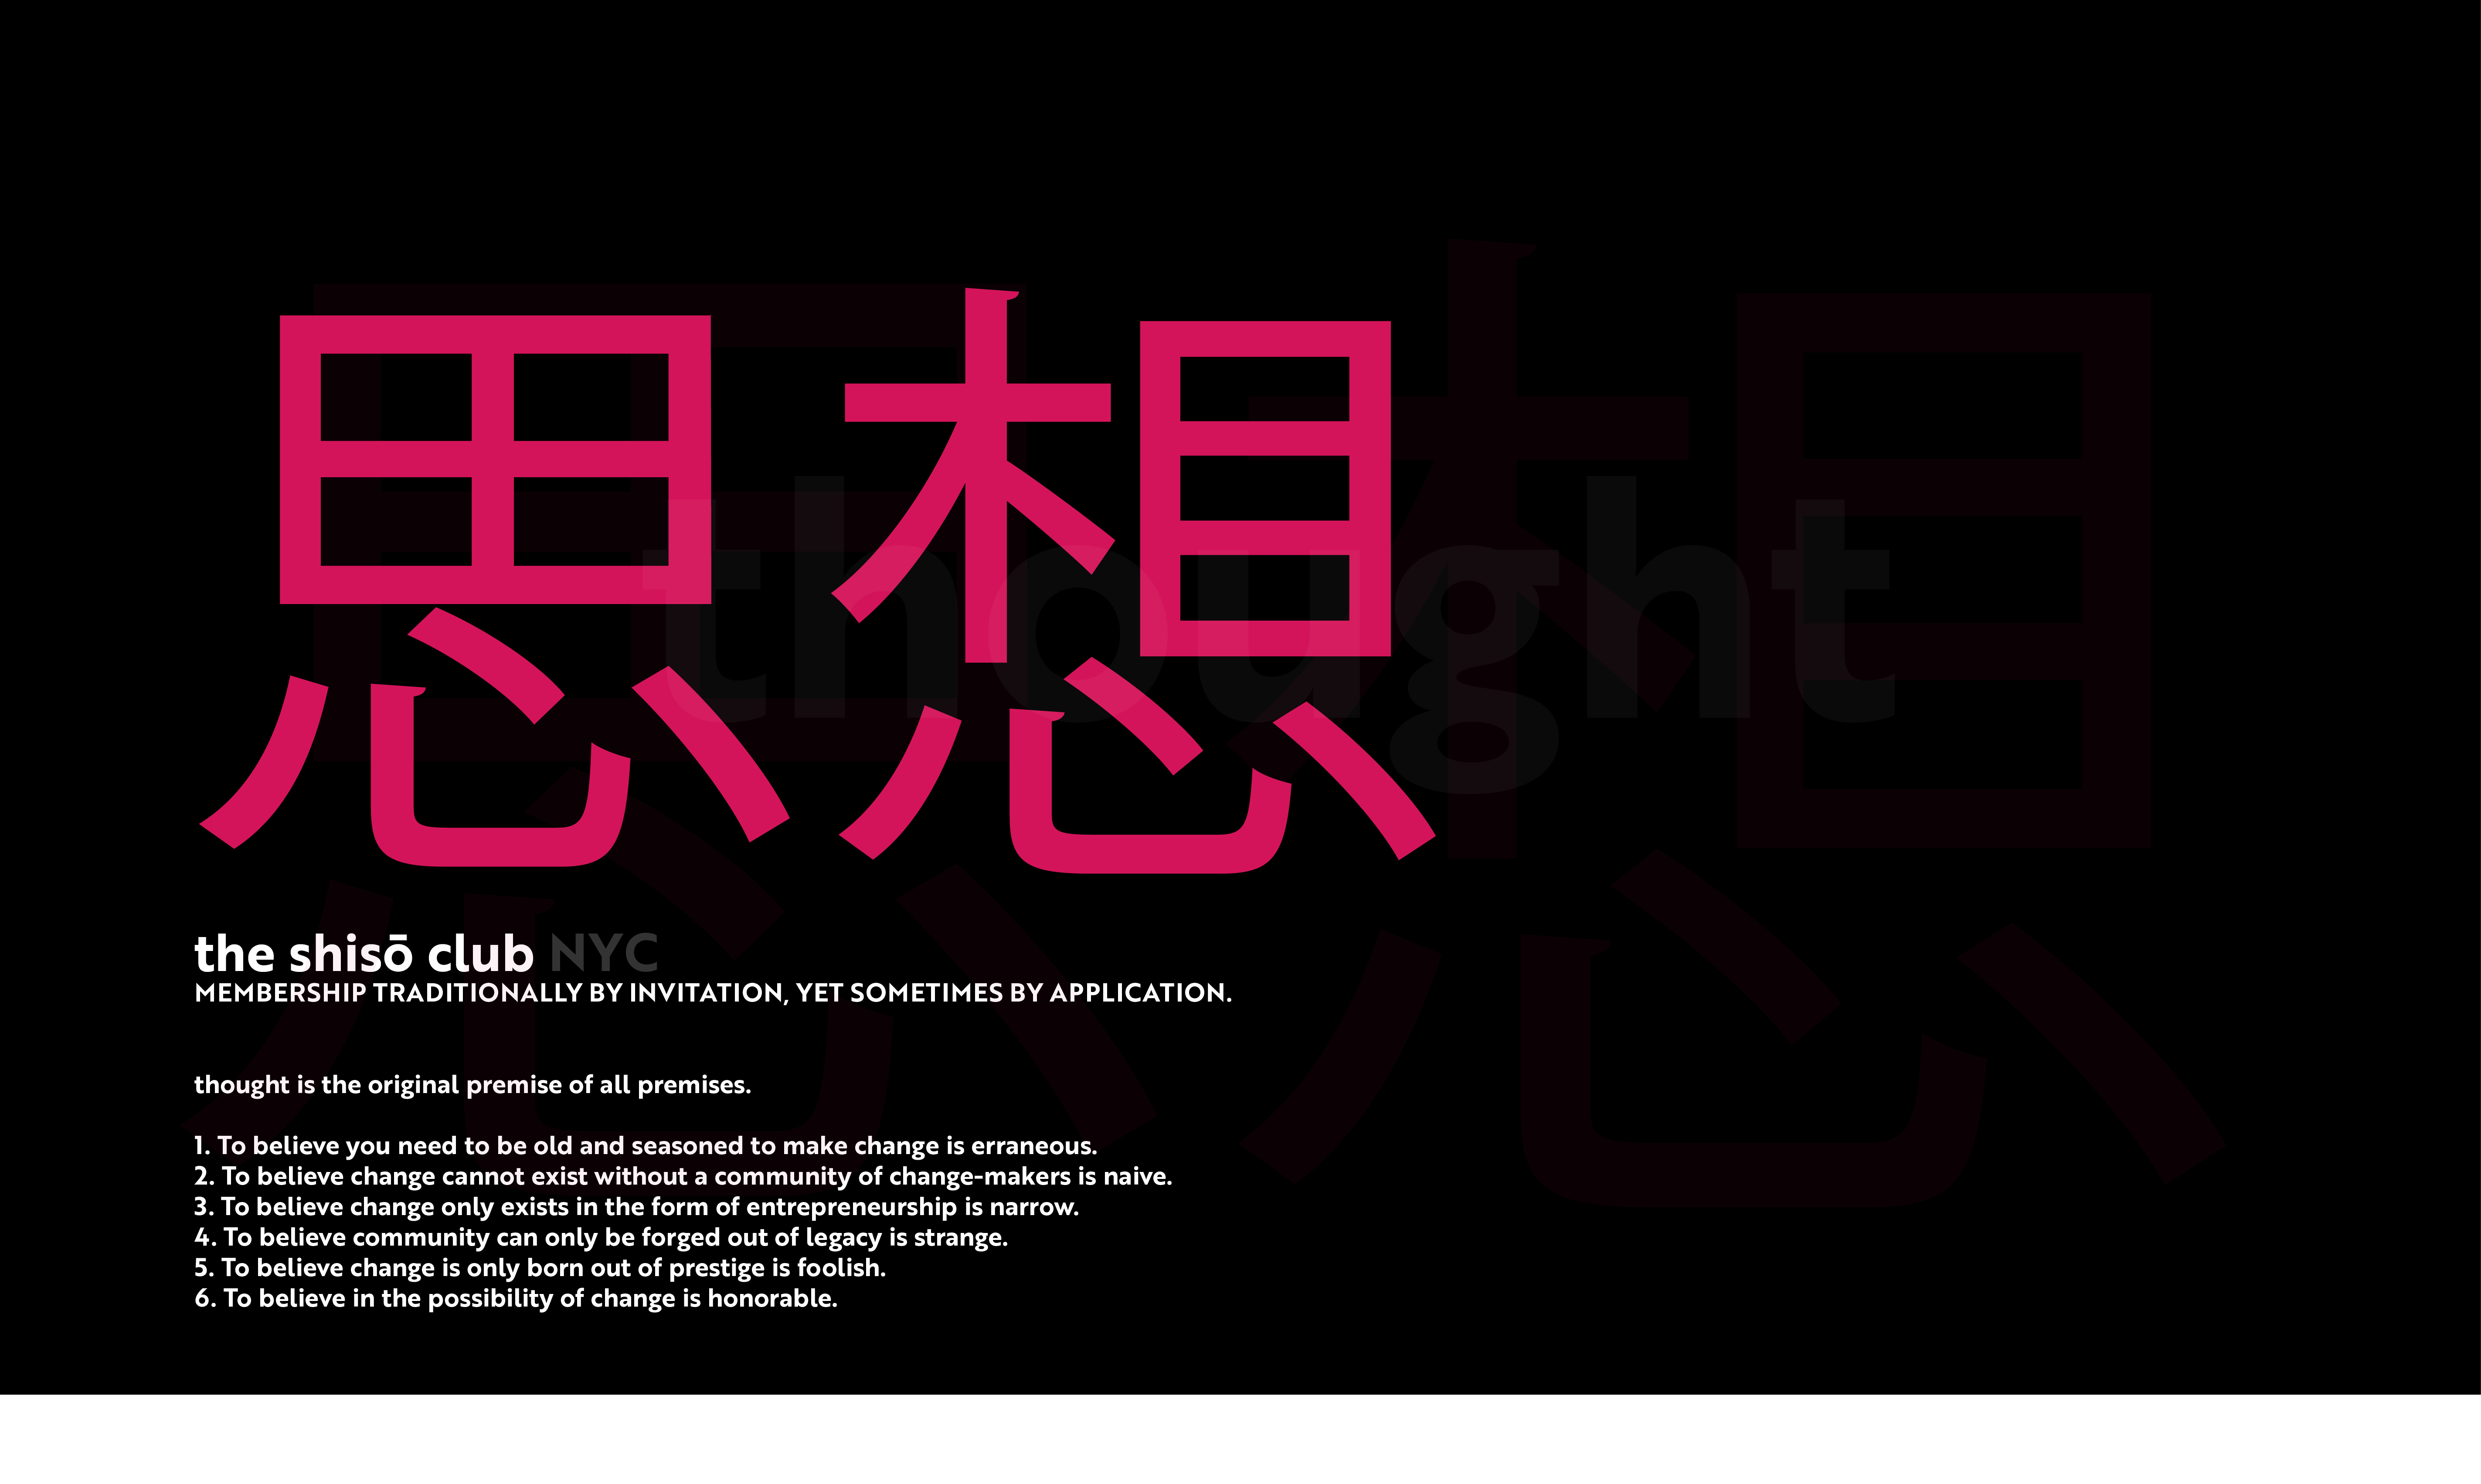 思想
thought
the shisō club NYC
MEMBERSHIP TRADITIONALLY BY INVITATION, YET SOMETIMES BY APPLICATION.
thought is the original premise of all premises.
1. To believe you need to be old and seasoned to make change is erraneous.
2. To believe change cannot exist without a community of change-makers is naive.
3. To believe change only exists in the form of entrepreneurship is narrow.
4. To believe community can only be forged out of legacy is strange.
5. To believe change is only born out of prestige is foolish.
6. To believe in the possibility of change is honorable.